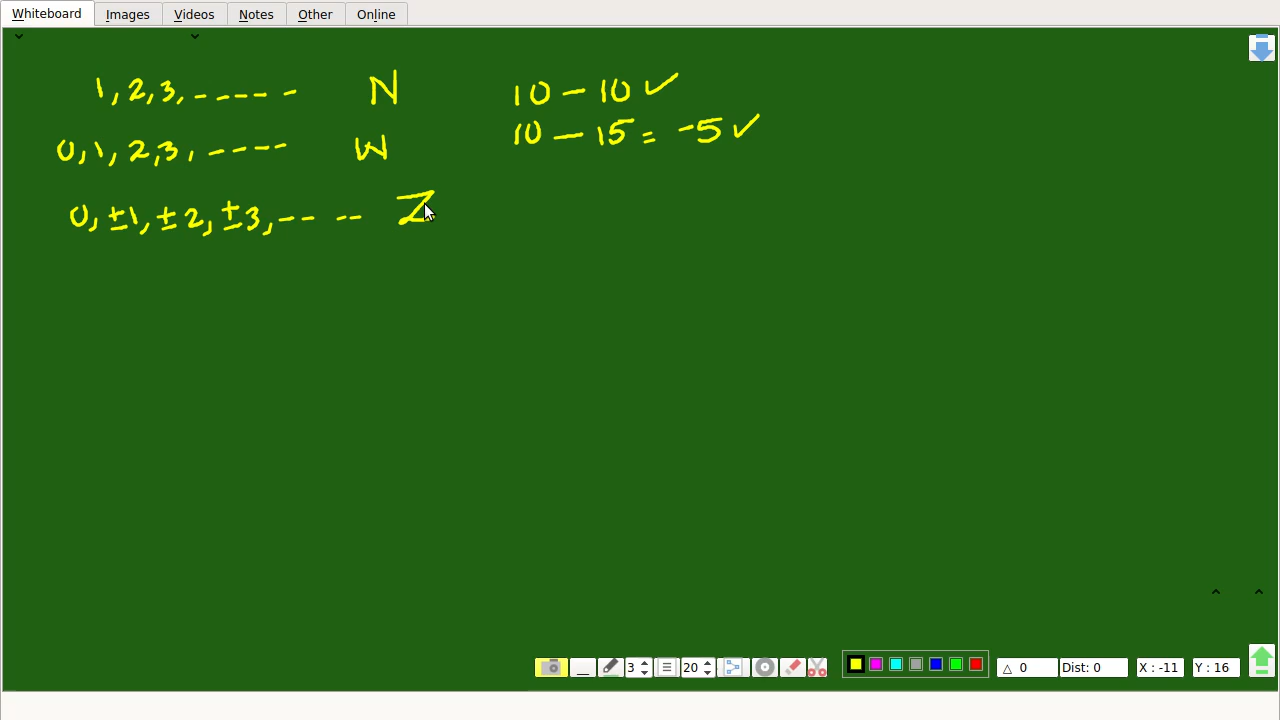 Whiteboard Images Videos Notes Other Online
1, 2, 3, ----- - N
0, 1, 2, 3, ---- W
0, ±1, ±2, ±3, --- -- Z
10 - 10 ✓
10 - 15 = -5 ✓
3 20 △ 0 Dist: 0 X : -11 Y : 16